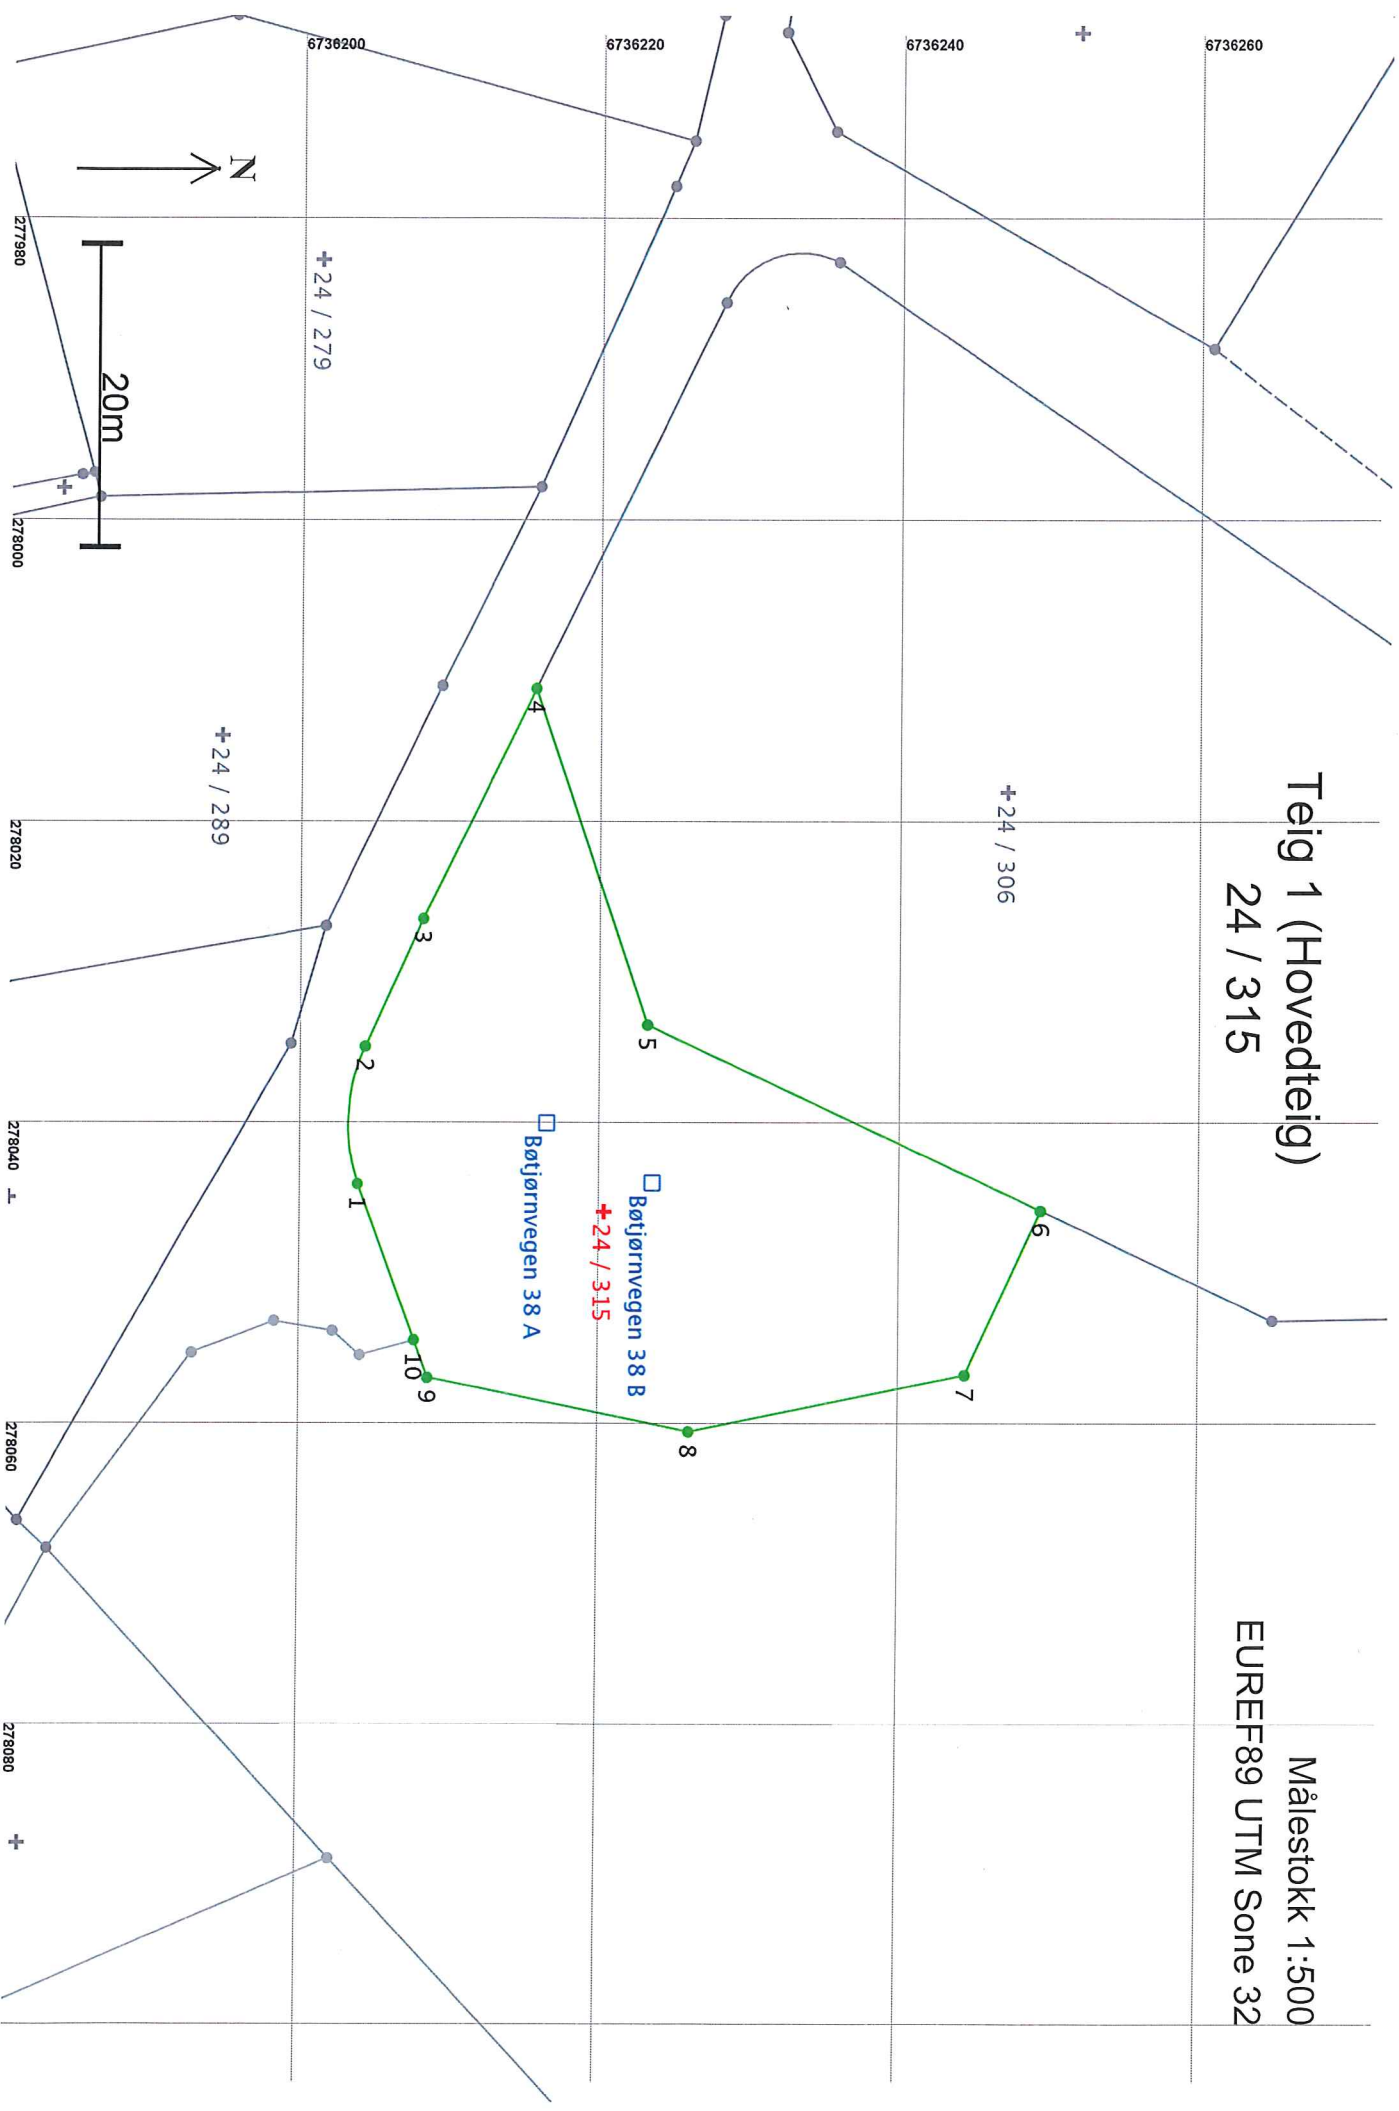 Teig 1 (Hovedteig)
24 / 315
Målestokk 1:500
EUREF89 UTM Sone 32
6736260
6736240
6736220
6736200
24 / 306
N
24 / 279
20m
24 / 289
4
3
2
1
5
6
7
8
9
10
Bøtjørnvegen 38 B
24 / 315
Bøtjørnvegen 38 A
277980
278000
278020
278040
278060
278080